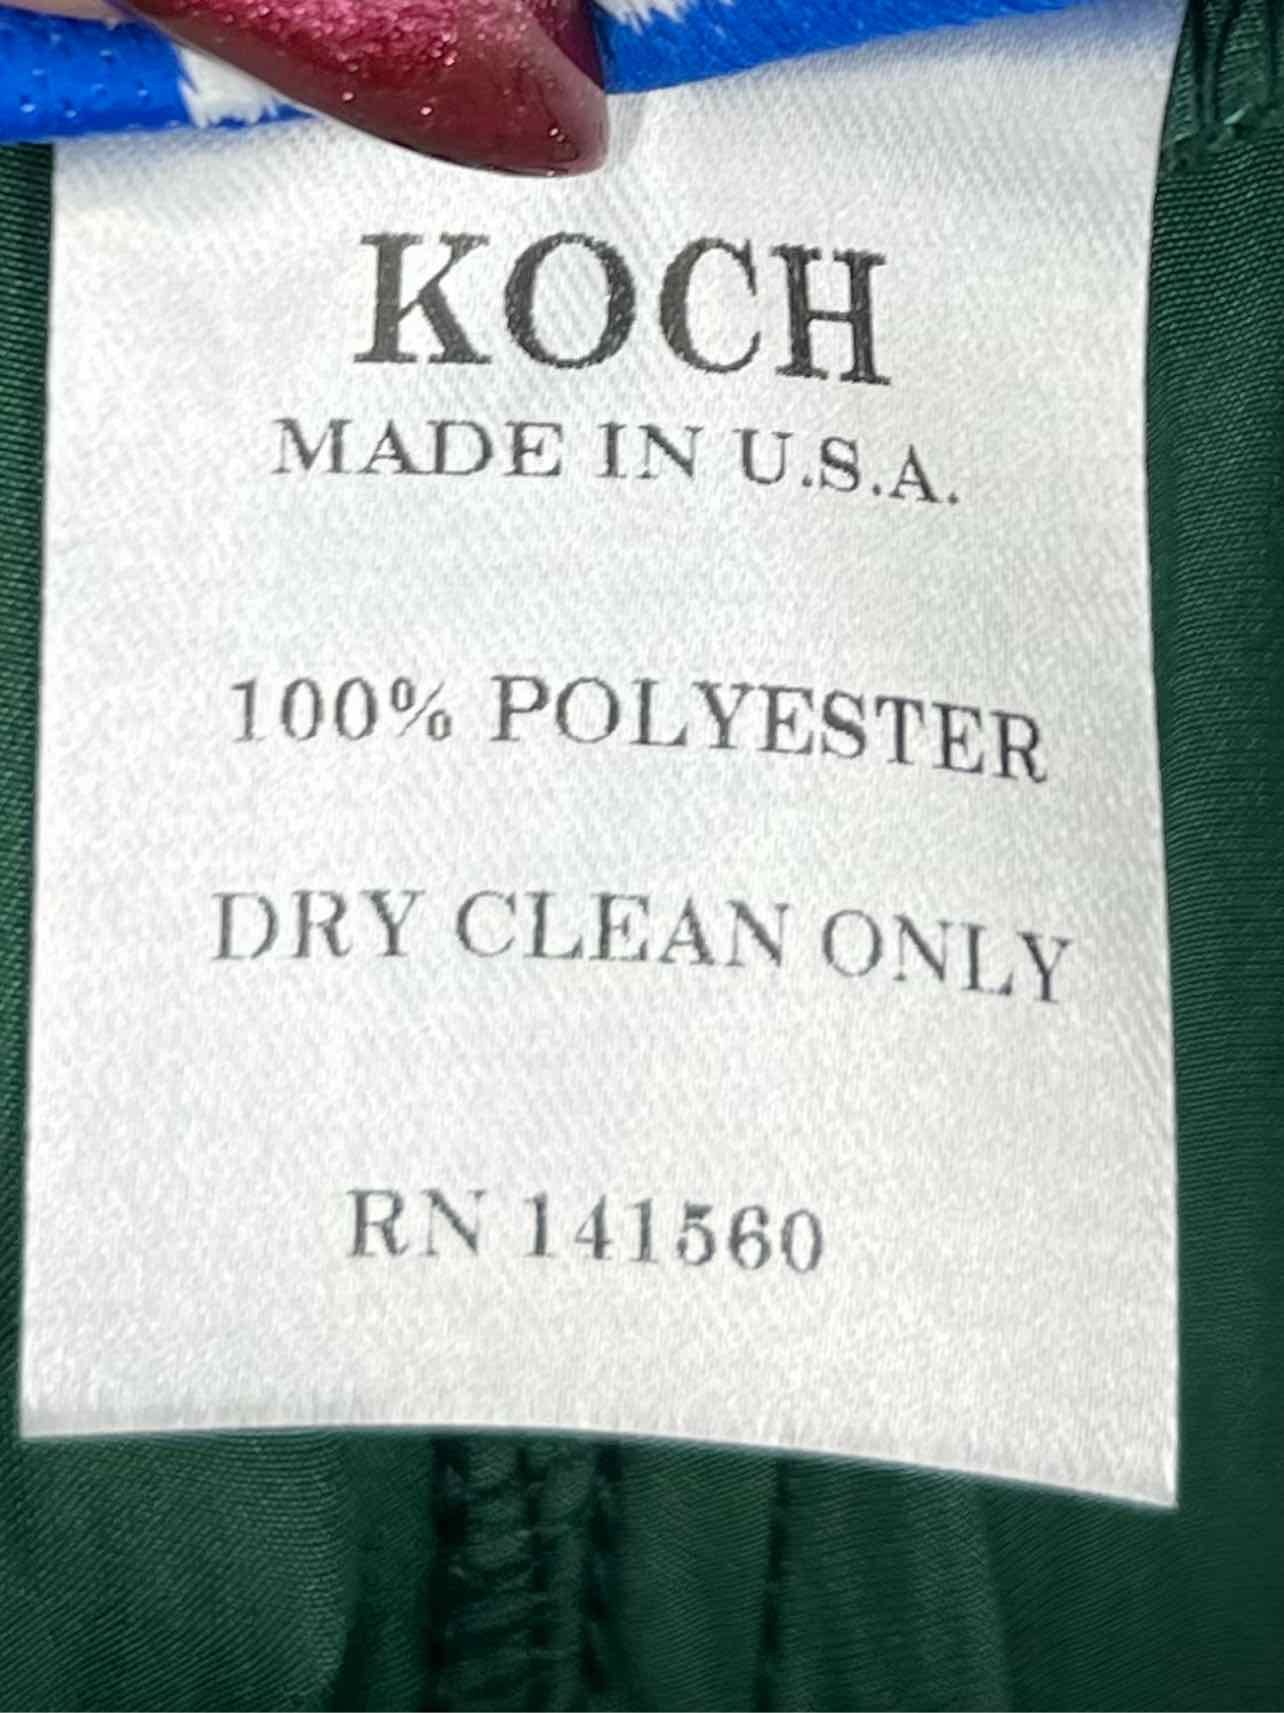 KOCH
MADE IN U.S.A.
100% POLYESTER
DRY CLEAN ONLY
RN 141560